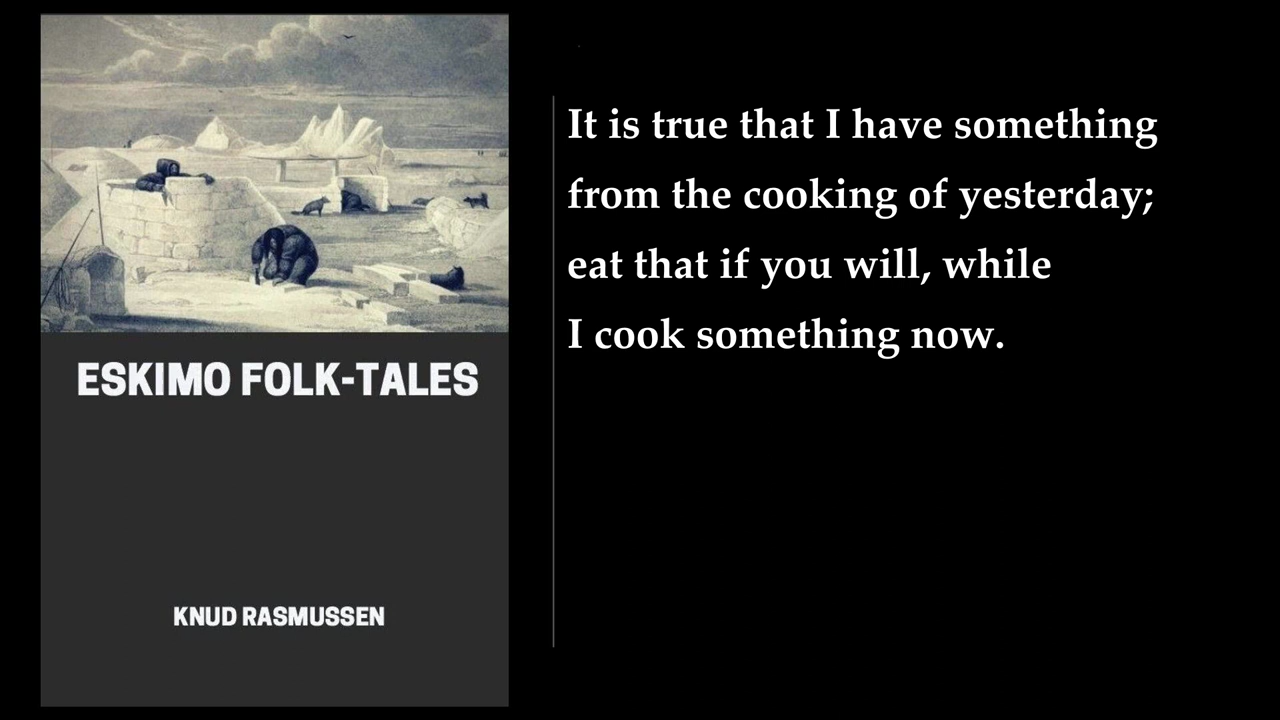 ESKIMO FOLK-TALES
KNUD RASMUSSEN
It is true that I have something
from the cooking of yesterday;
eat that if you will, while
I cook something now.